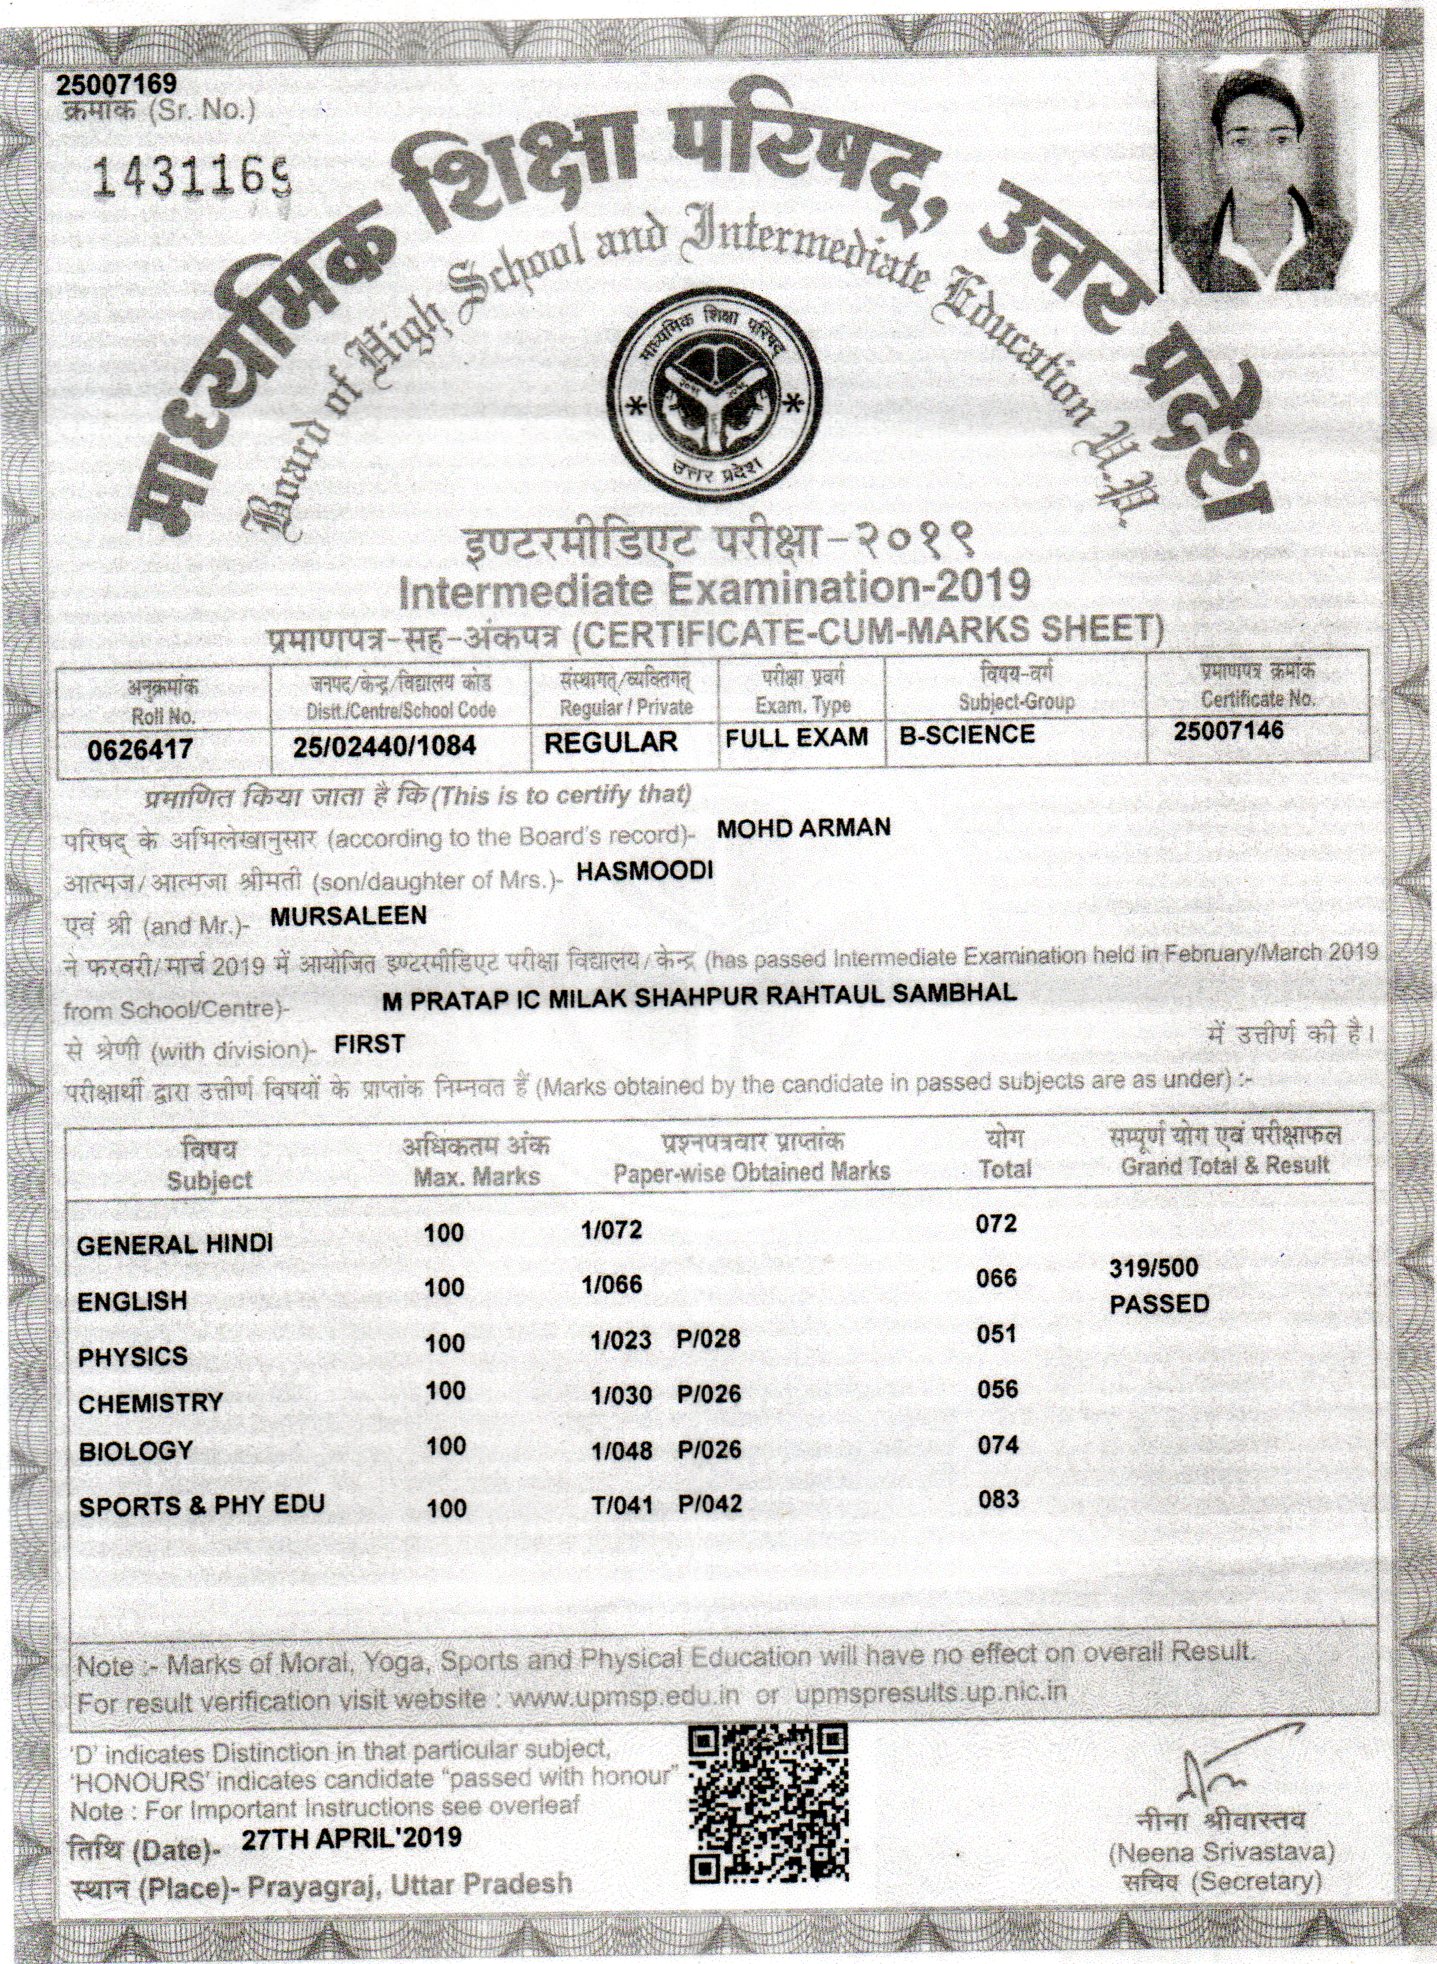 25007169
क्रमांक (Sr. No.)
1431169
माध्यमिक शिक्षा परिषद्, उत्तर प्रदेश
Board of High School and Intermediate Education U.P.
माध्यमिक शिक्षा परिषद्
उत्तर प्रदेश
इण्टरमीडिएट परीक्षा-२०१९
Intermediate Examination-2019
प्रमाणपत्र-सह-अंकपत्र (CERTIFICATE-CUM-MARKS SHEET)
अनुक्रमांक जनपद/केन्द्र/विद्यालय कोड संस्थागत्/व्यक्तिगत् परीक्षा प्रवर्ग विषय-वर्ग प्रमाणपत्र क्रमांक
Roll No. Distt./Centre/School Code Regular / Private Exam. Type Subject-Group Certificate No.
0626417 25/02440/1084 REGULAR FULL EXAM B-SCIENCE 25007146
प्रमाणित किया जाता है कि (This is to certify that)
परिषद् के अभिलेखानुसार (according to the Board's record)- MOHD ARMAN
आत्मज/आत्मजा श्रीमती (son/daughter of Mrs.)- HASMOODI
एवं श्री (and Mr.)- MURSALEEN
ने फरवरी/मार्च 2019 में आयोजित इण्टरमीडिएट परीक्षा विद्यालय/केन्द्र (has passed Intermediate Examination held in February/March 2019
from School/Centre)- M PRATAP IC MILAK SHAHPUR RAHTAUL SAMBHAL
से श्रेणी (with division)- FIRST में उत्तीर्ण की है।
परीक्षार्थी द्वारा उत्तीर्ण विषयों के प्राप्तांक निम्नवत हैं (Marks obtained by the candidate in passed subjects are as under) :-
विषय अधिकतम अंक प्रश्नपत्रवार प्राप्तांक योग सम्पूर्ण योग एवं परीक्षाफल
Subject Max. Marks Paper-wise Obtained Marks Total Grand Total & Result
GENERAL HINDI 100 1/072 072
ENGLISH 100 1/066 066 319/500
PASSED
PHYSICS 100 1/023 P/028 051
CHEMISTRY 100 1/030 P/026 056
BIOLOGY 100 1/048 P/026 074
SPORTS & PHY EDU 100 T/041 P/042 083
Note :- Marks of Moral, Yoga, Sports and Physical Education will have no effect on overall Result.
For result verification visit website : www.upmsp.edu.in or upmspresults.up.nic.in
'D' indicates Distinction in that particular subject,
'HONOURS' indicates candidate "passed with honour"
Note : For Important Instructions see overleaf
तिथि (Date)- 27TH APRIL'2019
स्थान (Place)- Prayagraj, Uttar Pradesh
नीना श्रीवास्तव
(Neena Srivastava)
सचिव (Secretary)